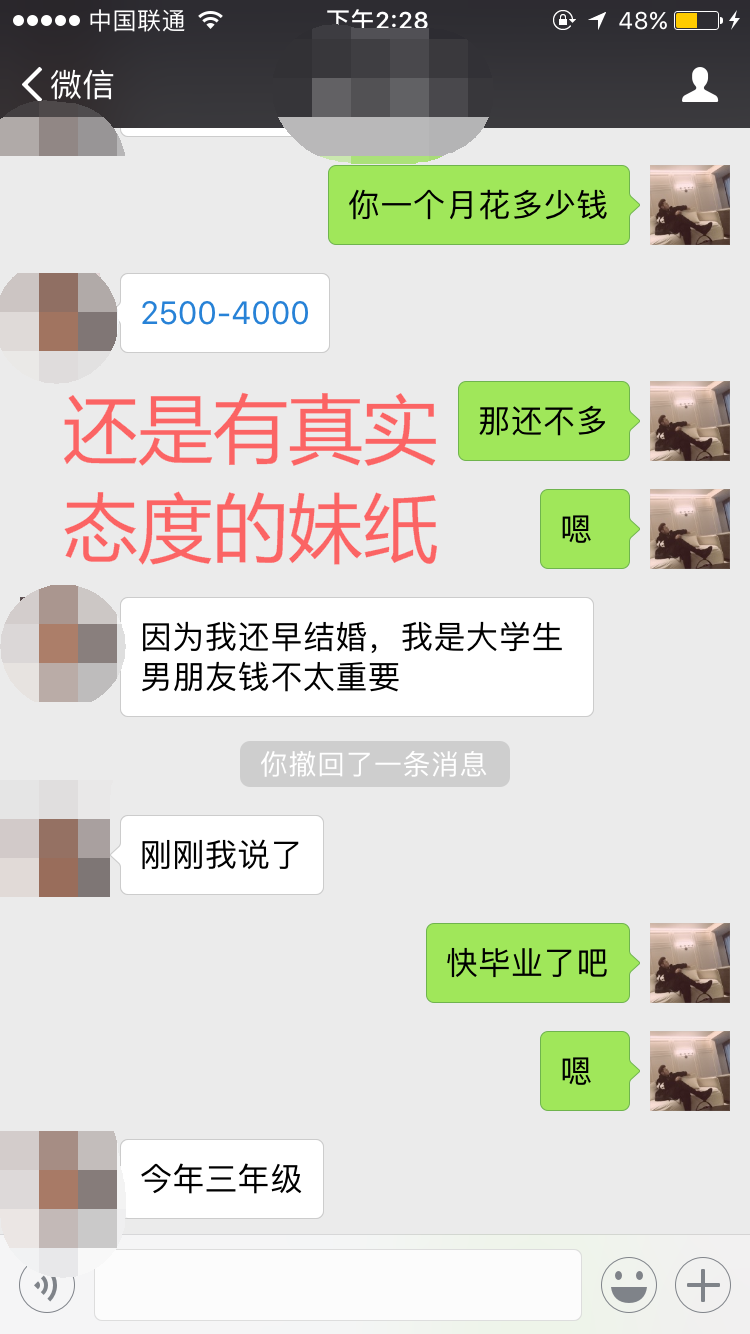 中国联通 下午2:28 48%
微信
你一个月花多少钱
2500-4000
那还不多
还是有真实
态度的妹纸
嗯
因为我还早结婚，我是大学生
男朋友钱不太重要
你撤回了一条消息
刚刚我说了
快毕业了吧
嗯
今年三年级